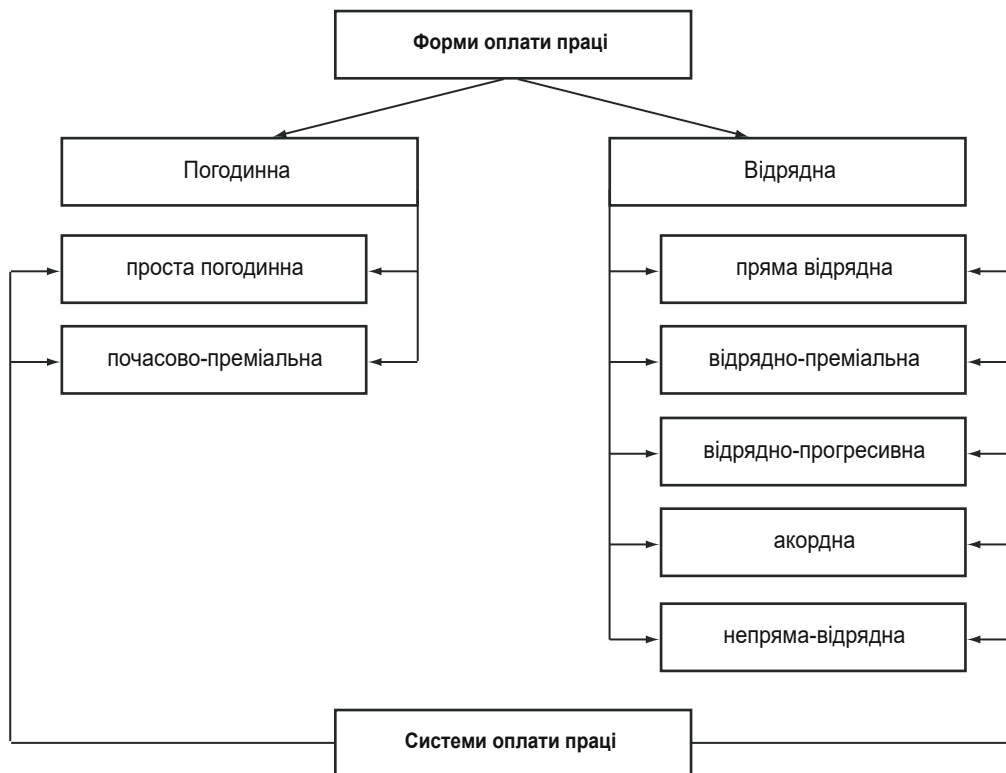 Форми оплати праці
Погодинна
Відрядна
проста погодинна
пряма відрядна
почасово-преміальна
відрядно-преміальна
відрядно-прогресивна
акордна
непряма-відрядна
Системи оплати праці